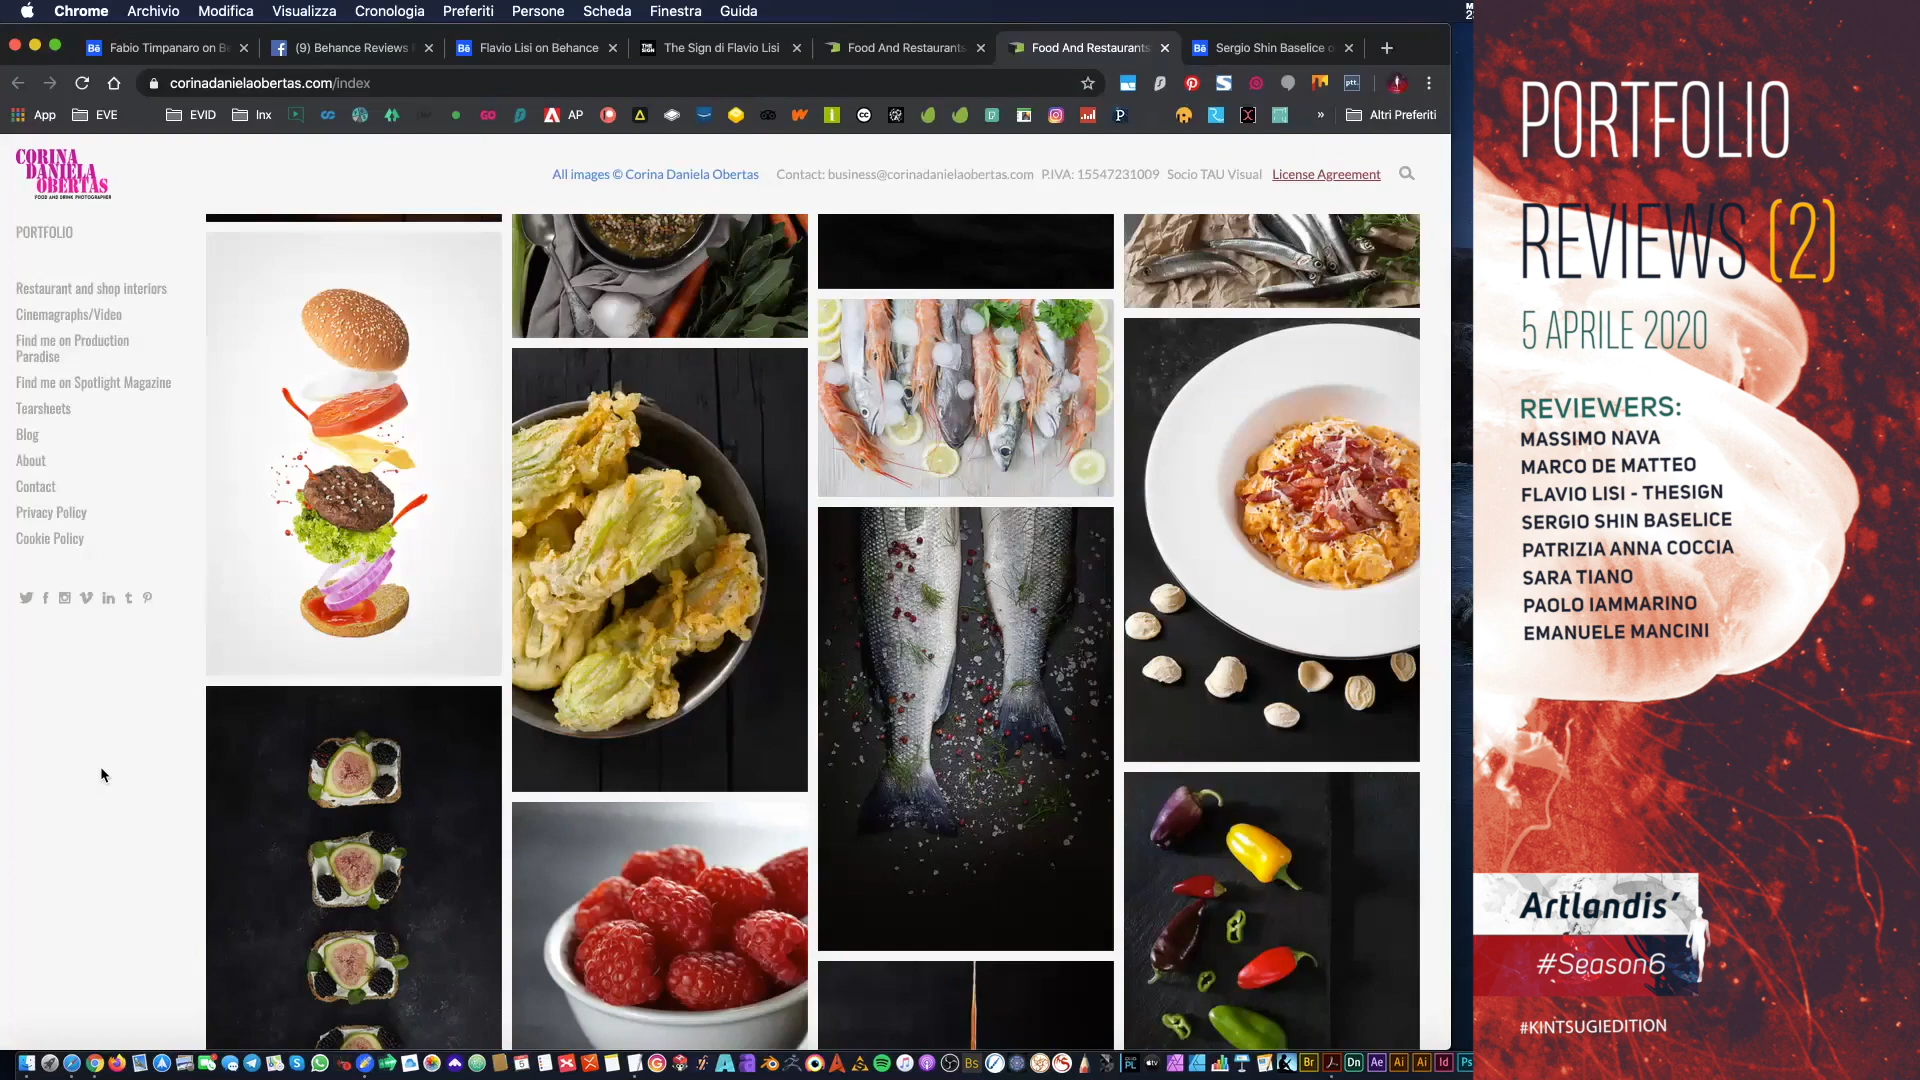 Chrome Archivio Modifica Visualizza Cronologia Preferiti Persone Scheda Finestra Guida
Fabio Timpanaro on Be
(9) Behance Reviews
Flavio Lisi on Behance
The Sign di Flavio Lisi
Food And Restaurants
Food And Restaurants
Sergio Shin Baselice o
corinadanielaobertas.com/index
App EVE EVID Inx AP Altri Preferiti
CORINA
DANIELA
OBERTAS
FOOD AND DRINK PHOTOGRAPHER
All images © Corina Daniela Obertas Contact: business@corinadanielaobertas.com P.IVA: 15547231009 Socio TAU Visual License Agreement
PORTFOLIO
Restaurant and shop interiors
Cinemagraphs/Video
Find me on Production
Paradise
Find me on Spotlight Magazine
Tearsheets
Blog
About
Contact
Privacy Policy
Cookie Policy
PORTFOLIO
REVIEWS (2)
5 APRILE 2020
REVIEWERS:
MASSIMO NAVA
MARCO DE MATTEO
FLAVIO LISI - THESIGN
SERGIO SHIN BASELICE
PATRIZIA ANNA COCCIA
SARA TIANO
PAOLO IAMMARINO
EMANUELE MANCINI
Artlandis'
#Season6
#KINTSUGIEDITION